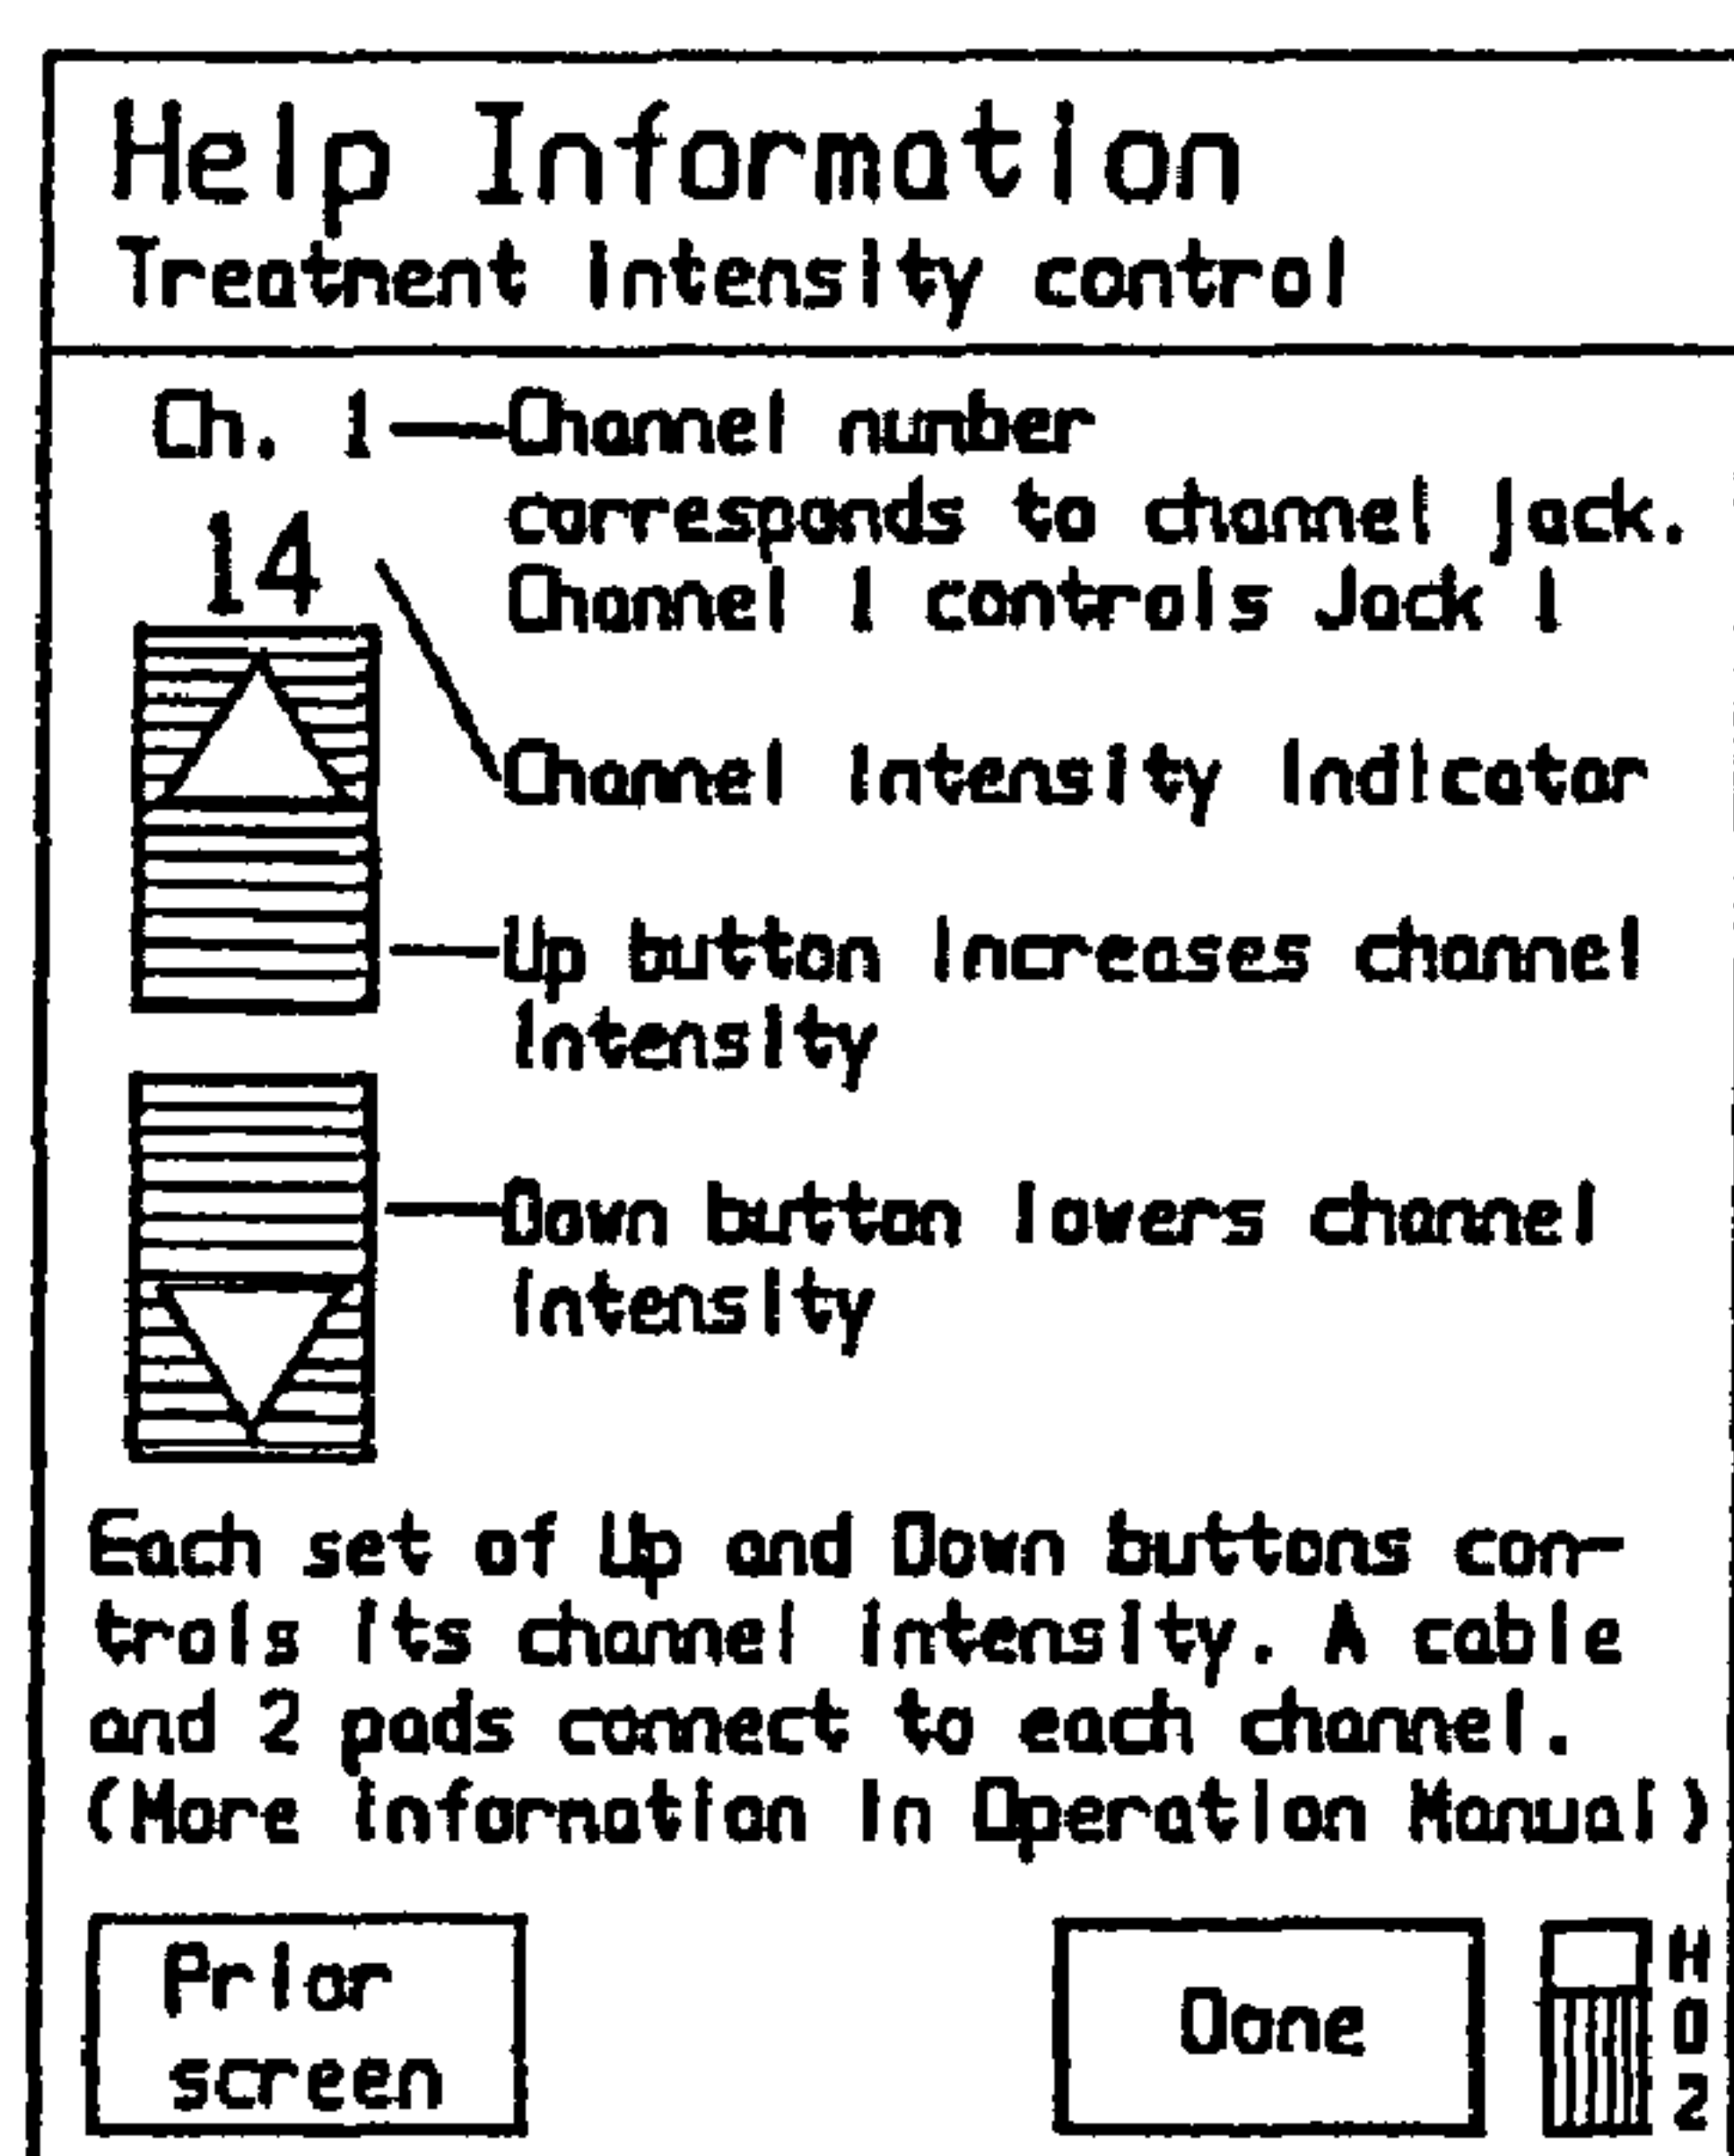 Help Information
Treatment intensity control
Ch. 1
Channel number
corresponds to channel jack.
Channel 1 controls Jack 1
14
Channel intensity indicator
Up button increases channel
intensity
Down button lowers channel
intensity
Each set of Up and Down buttons con-
trols its channel intensity. A cable
and 2 pads connect to each channel.
(More information in Operation Manual)
Prior
screen
Done
H
0
2